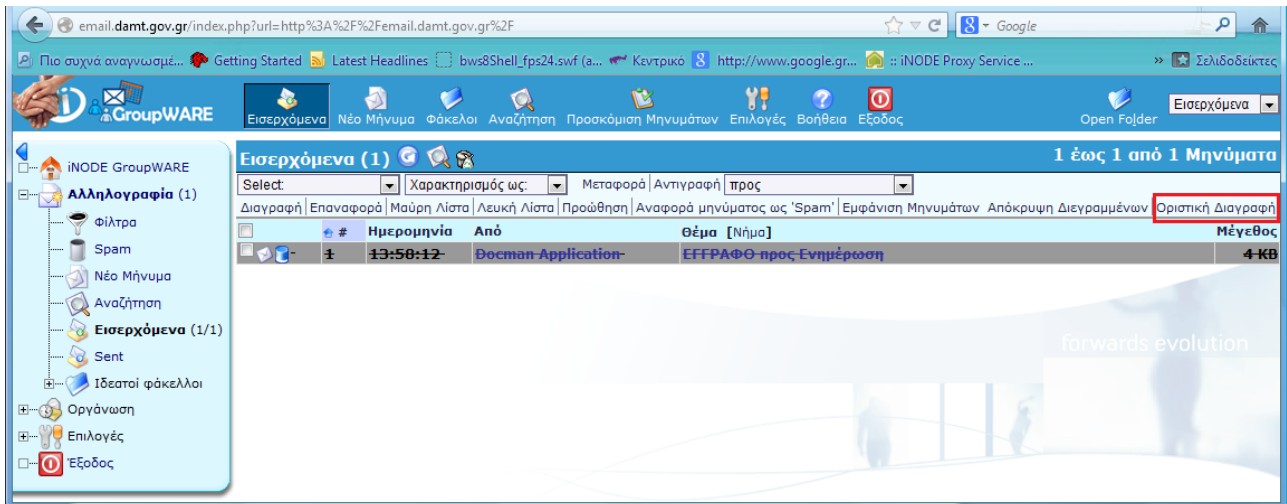 email.damt.gov.gr/index.php?url=http%3A%2F%2Femail.damt.gov.gr%2F Google
Πιο συχνά αναγνωσμέ... Getting Started Latest Headlines bws8Shell_fps24.swf (a... Κεντρικό http://www.google.gr... :: iNODE Proxy Service ... » Σελιδοδείκτες
GroupWARE Εισερχόμενα Νέο Μήνυμα Φάκελοι Αναζήτηση Προσκόμιση Μηνυμάτων Επιλογές Βοήθεια Εξοδος Open Folder Εισερχόμενα
iNODE GroupWARE
Αλληλογραφία (1)
Φίλτρα
Spam
Νέο Μήνυμα
Αναζήτηση
Εισερχόμενα (1/1)
Sent
Ιδεατοί φάκελλοι
Οργάνωση
Επιλογές
Έξοδος
Εισερχόμενα (1) 1 έως 1 από 1 Μηνύματα
Select: Χαρακτηρισμός ως: Μεταφορά Αντιγραφή προς
Διαγραφή Επαναφορά Μαύρη Λίστα Λευκή Λίστα Προώθηση Αναφορά μηνύματος ως 'Spam' Εμφάνιση Μηνυμάτων Απόκρυψη Διεγραμμένων Οριστική Διαγραφή
# Ημερομηνία Από Θέμα [Νήμα] Μέγεθος
1 13:58:12 Docman Application ΕΓΓΡΑΦΟ προς Ενημέρωση 4 KB
forwards evolution